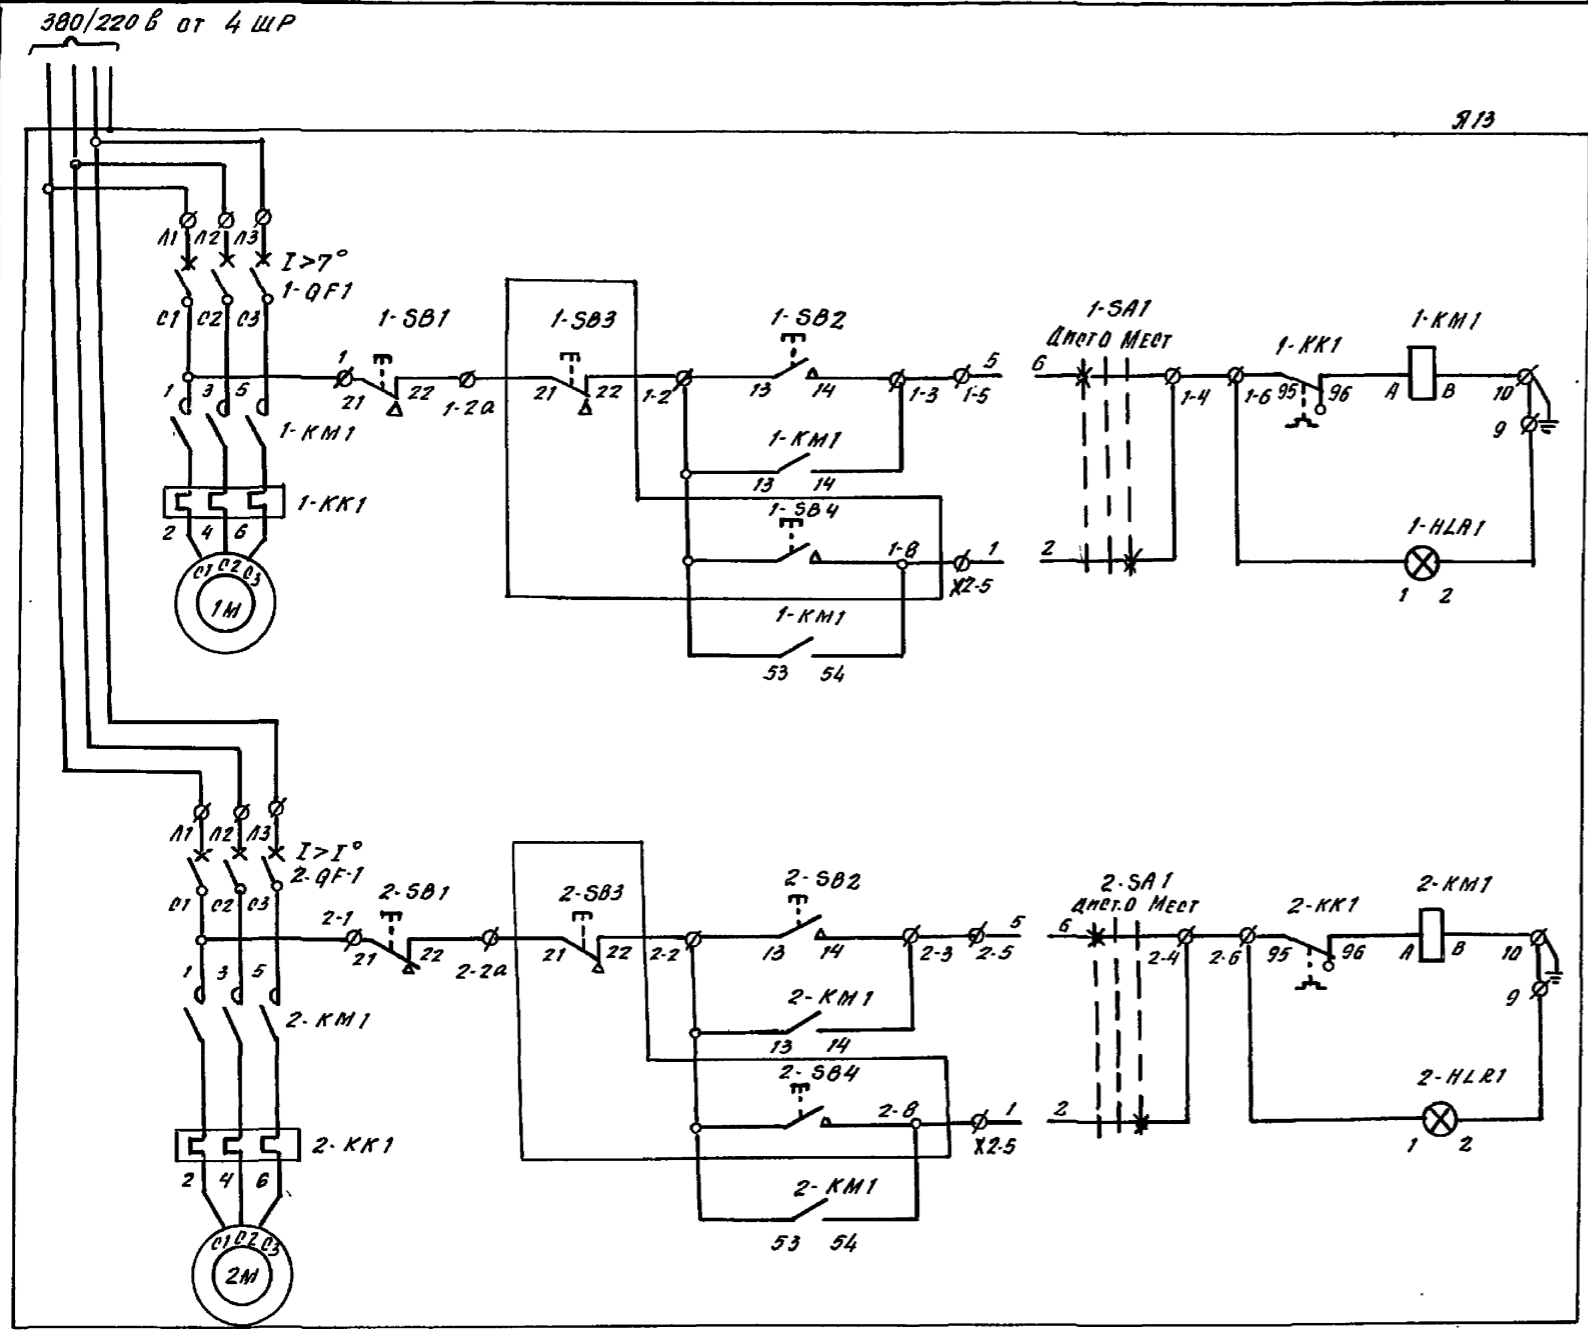 380/220 в от 4 ШР
Я13
Л1 Л2 Л3
I>7°
1-QF1
С1 С2 С3
1-SB1
1-SB3
1-SB2
1-SA1
Дист О Мест
1-KK1
1-KM1
1
21 22
1-2а
21 22
1-2
13 14
1-3
1-5
5
6
1-4
1-6
95 96
А В
10
9
1 3 5
1-KM1
1-KM1
13 14
1-KK1
2 4 6
1-SB4
1-8
1
X2-5
2
1-HLR1
1 2
С1 С2 С3
1М
1-KM1
53 54
Л1 Л2 Л3
I>I°
2-QF-1
С1 С2 С3
2-SB1
2-SB3
2-SB2
2-SA1
Дист.О Мест
2-KK1
2-KM1
2-1
21 22
2-2а
21 22
2-2
13 14
2-3
2-5
5
6
2-4
2-6
95 96
А В
10
9
1 3 5
2-KM1
2-KM1
13 14
2-SB4
2-8
1
X2-5
2
2-HLR1
1 2
2-KK1
2 4 6
2-KM1
53 54
С1 С2 С3
2М